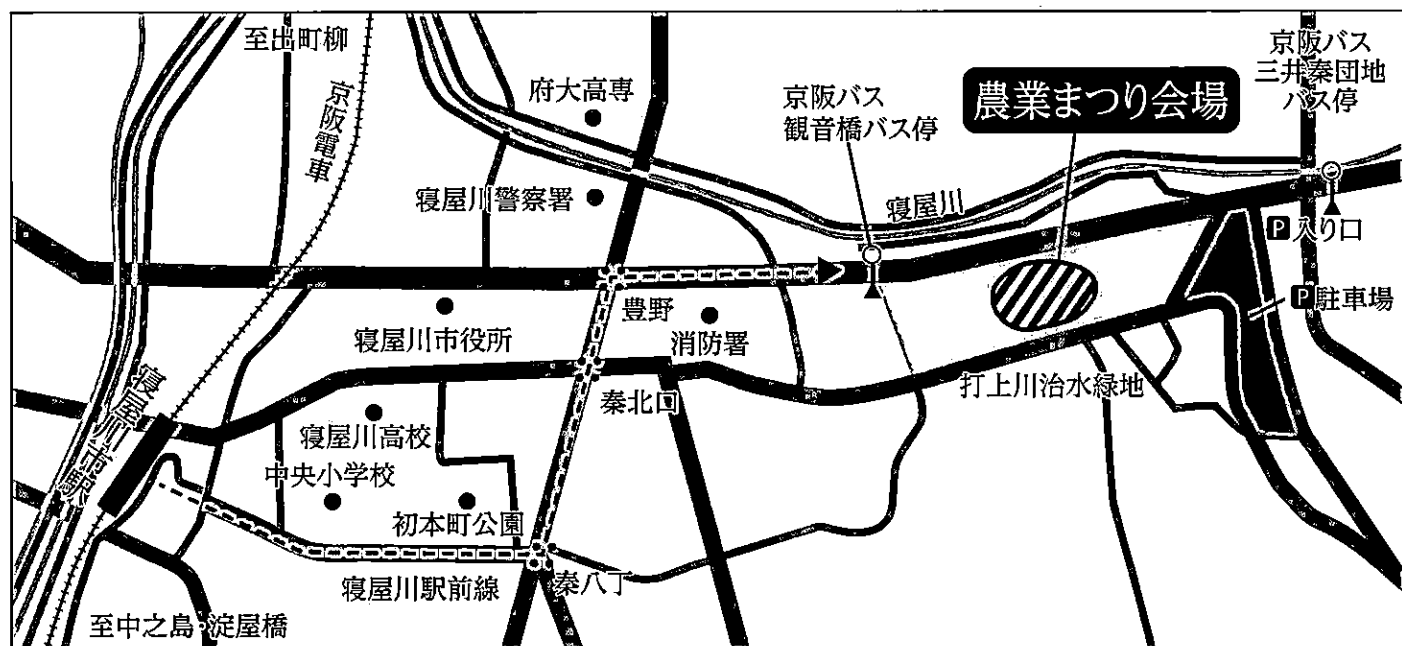 至出町柳
京阪電車
府大高専
京阪バス
観音橋バス停
農業まつり会場
京阪バス
三井秦団地
バス停
寝屋川警察署
寝屋川
P入り口
豊野
消防署
寝屋川市役所
P駐車場
秦北口
打上川治水緑地
寝屋川市駅
寝屋川高校
中央小学校
初本町公園
寝屋川駅前線
秦八丁
至中之島・淀屋橋